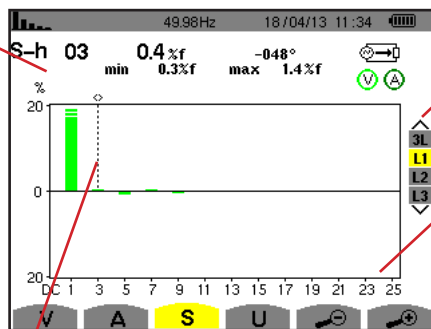 49.98Hz 18/04/13 11:34
S-h 03 0.4%f -048°
min 0.3%f max 1.4%f
V A
%
20
0
20
DC 1 3 5 7 9 11 13 15 17 19 21 23 25
3L
L1
L2
L3
V A S U